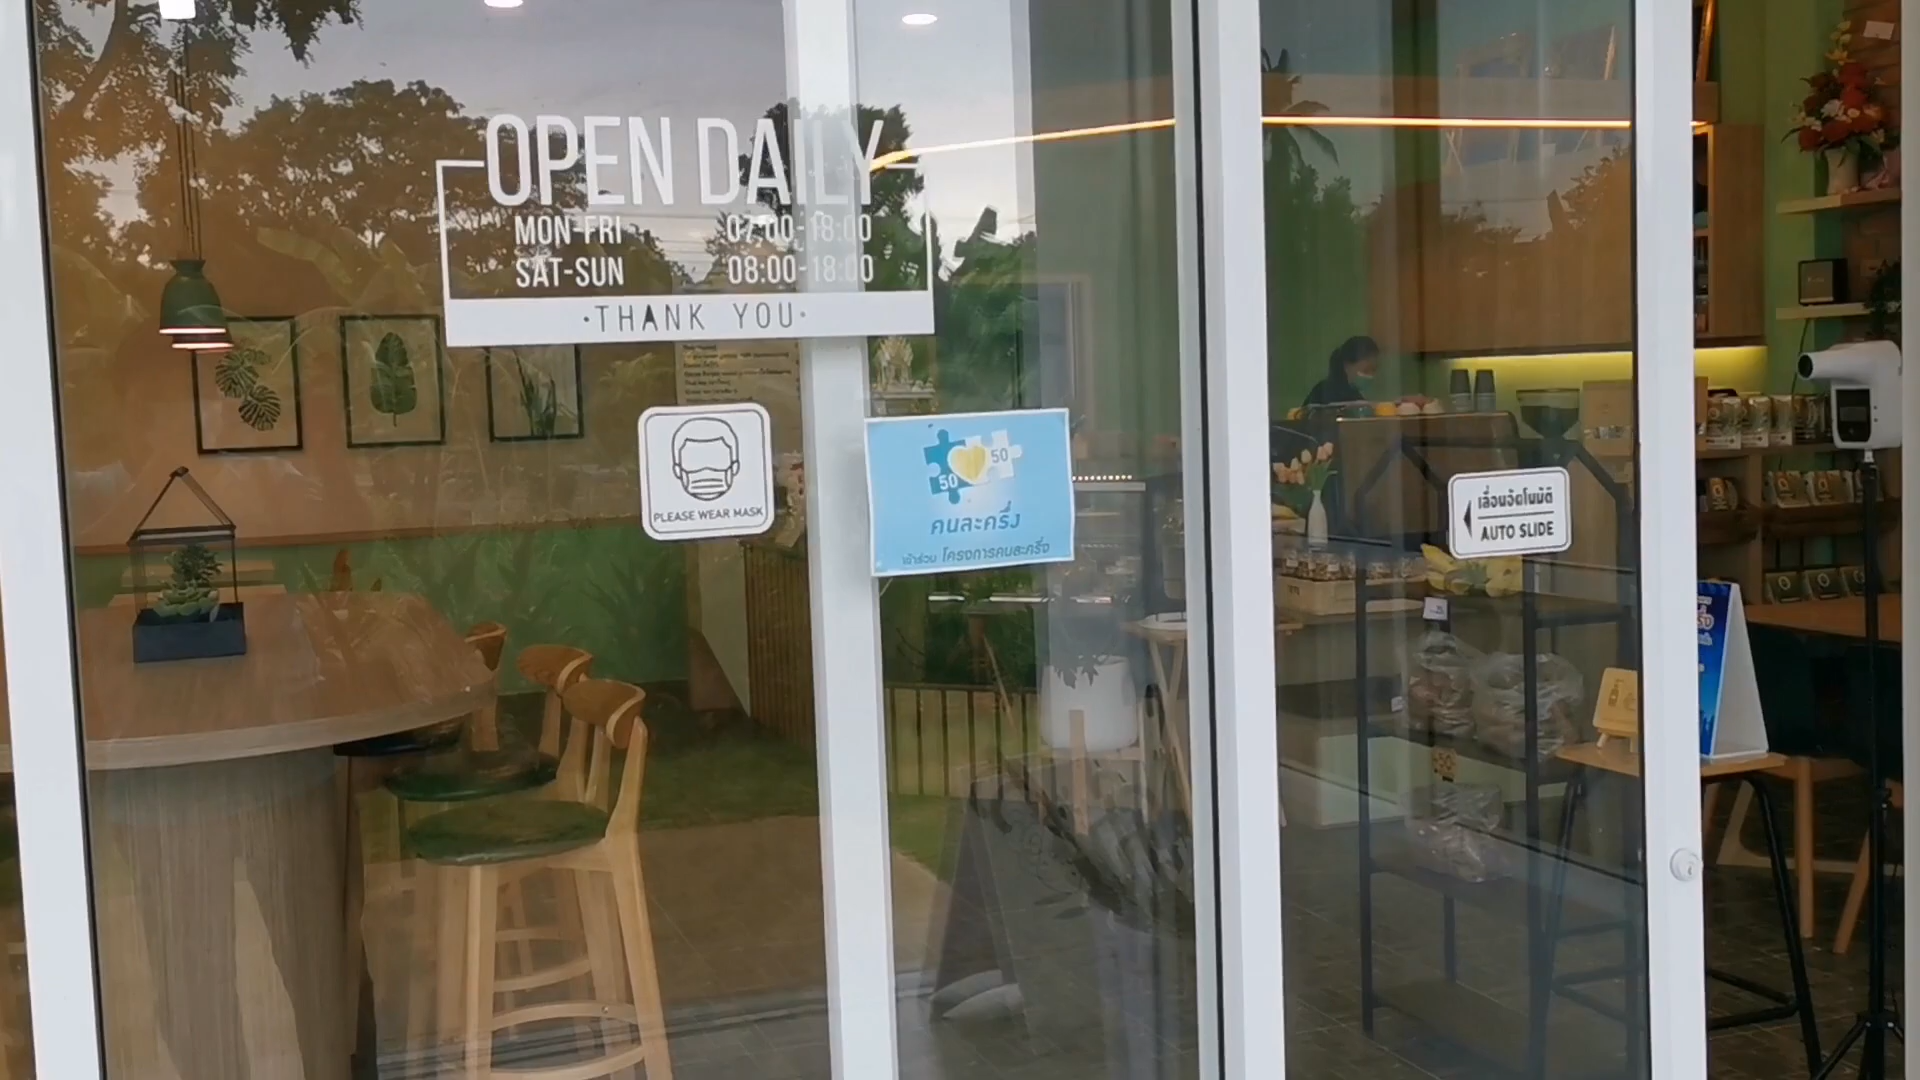 OPEN DAILY
MON-FRI 07:00-18:00
SAT-SUN 08:00-18:00
·THANK YOU·
PLEASE WEAR MASK
50 50
คนละครึ่ง
เข้าร่วม โครงการคนละครึ่ง
เลื่อนอัตโนมัติ
AUTO SLIDE